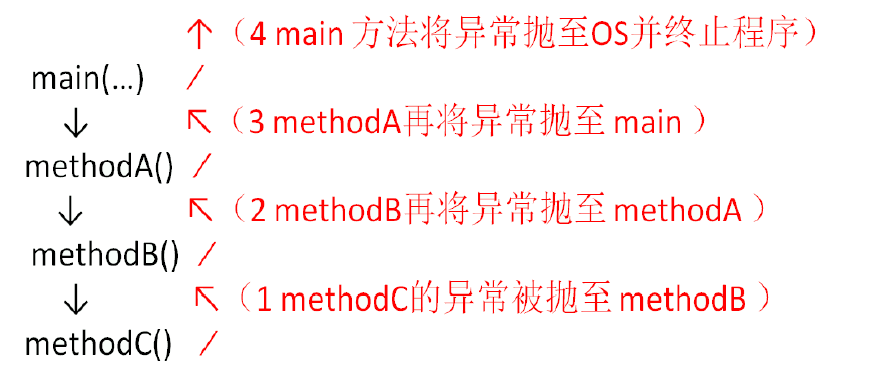 ↑（4 main 方法将异常抛至OS并终止程序）
main(...) /
↓ ↖（3 methodA再将异常抛至 main ）
methodA() /
↓ ↖（2 methodB再将异常抛至 methodA ）
methodB() /
↓ ↖（1 methodC的异常被抛至 methodB ）
methodC() /